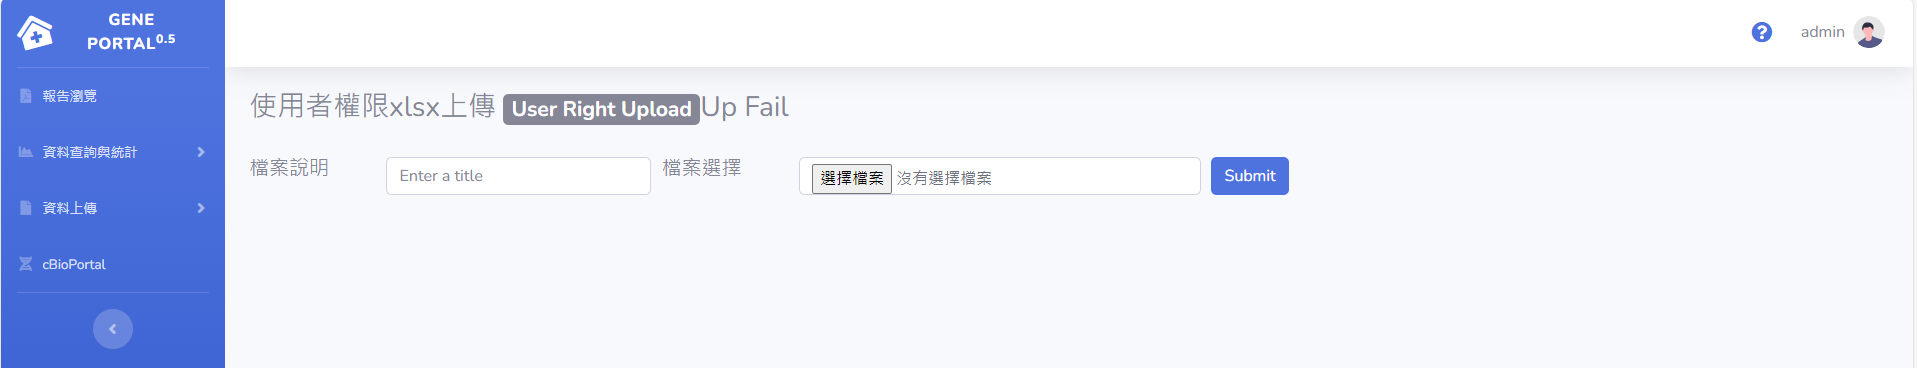 GENE
PORTAL0.5
admin
報告瀏覽
資料查詢與統計
資料上傳
cBioPortal
使用者權限xlsx上傳 User Right Upload Up Fail
檔案說明 Enter a title 檔案選擇 選擇檔案 沒有選擇檔案 Submit